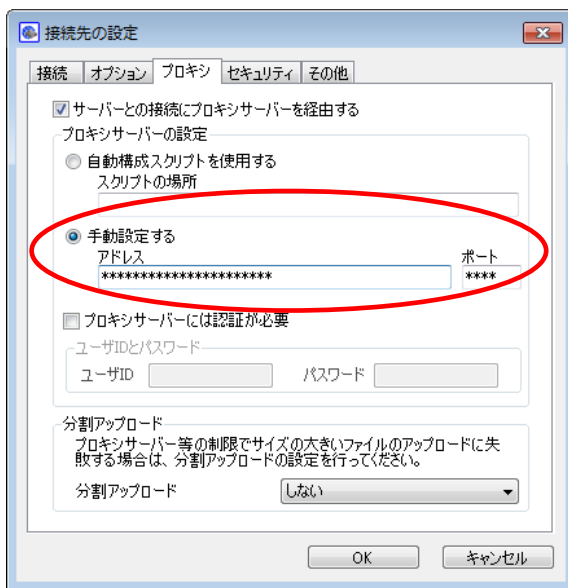 接続先の設定
接続 オプション プロキシ セキュリティ その他
サーバーとの接続にプロキシサーバーを経由する
プロキシサーバーの設定
自動構成スクリプトを使用する
スクリプトの場所
手動設定する
アドレス ポート
********************** ****
プロキシサーバーには認証が必要
ユーザIDとパスワード
ユーザID パスワード
分割アップロード
プロキシサーバー等の制限でサイズの大きいファイルのアップロードに失
敗する場合は、分割アップロードの設定を行ってください。
分割アップロード しない
OK キャンセル